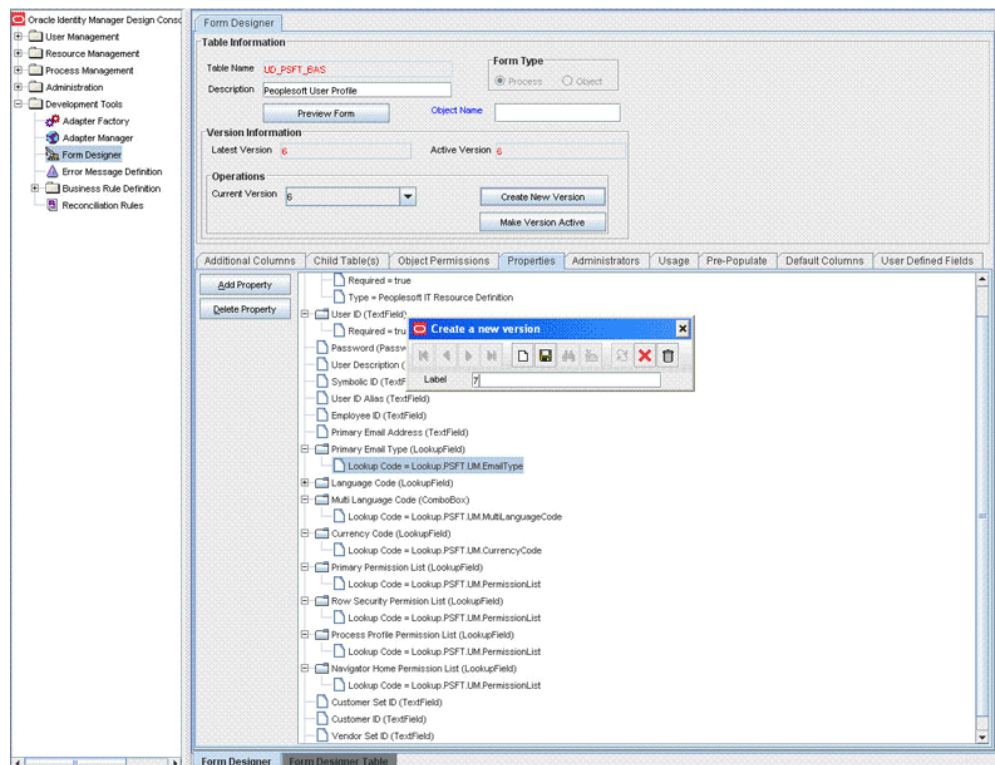 Oracle Identity Manager Design Conso
User Management
Resource Management
Process Management
Administration
Development Tools
Adapter Factory
Adapter Manager
Form Designer
Error Message Definition
Business Rule Definition
Reconciliation Rules
Form Designer
Table Information
Table Name UD_PSFT_BAS
Description Peoplesoft User Profile
Preview Form
Form Type
Process Object
Object Name
Version Information
Latest Version 6 Active Version 6
Operations
Current Version 6
Create New Version
Make Version Active
Additional Columns Child Table(s) Object Permissions Properties Administrators Usage Pre-Populate Default Columns User Defined Fields
Add Property
Delete Property
Required = true
Type = Peoplesoft IT Resource Definition
User ID (TextField)
Required = tru
Password (Passw
User Description (
Symbolic ID (TextF
User ID Alias (TextField)
Employee ID (TextField)
Primary Email Address (TextField)
Primary Email Type (LookupField)
Lookup Code = Lookup.PSFT.UM.EmailType
Language Code (LookupField)
Multi Language Code (ComboBox)
Lookup Code = Lookup.PSFT.UM.MultiLanguageCode
Currency Code (LookupField)
Lookup Code = Lookup.PSFT.UM.CurrencyCode
Primary Permission List (LookupField)
Lookup Code = Lookup.PSFT.UM.PermissionList
Row Security Permision List (LookupField)
Lookup Code = Lookup.PSFT.UM.PermissionList
Process Profile Permission List (LookupField)
Lookup Code = Lookup.PSFT.UM.PermissionList
Navigator Home Permission List (LookupField)
Lookup Code = Lookup.PSFT.UM.PermissionList
Customer Set ID (TextField)
Customer ID (TextField)
Vendor Set ID (TextField)
Create a new version
Label 7
Form Designer Form Designer Table